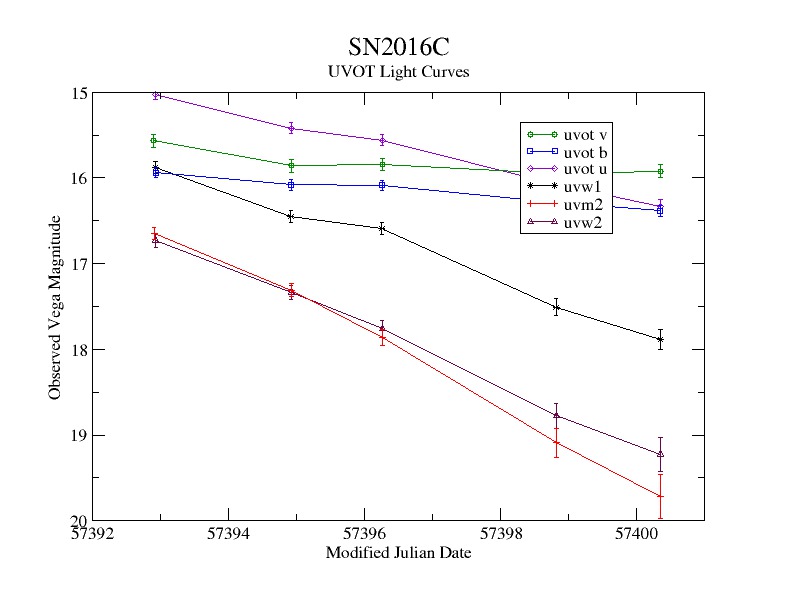 SN2016C
UVOT Light Curves
15
16
17
18
19
20
Observed Vega Magnitude
uvot v
uvot b
uvot u
uvw1
uvm2
uvw2
57392 57394 57396 57398 57400
Modified Julian Date